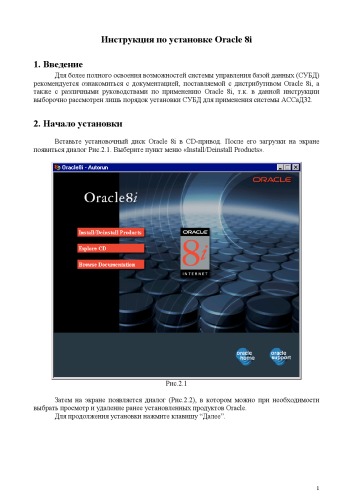 Инструкция по установке Oracle 8i
1. Введение
Для более полного освоения возможностей системы управления базой данных (СУБД)
рекомендуется ознакомиться с документацией, поставляемой с дистрибутивом Oracle 8i, а
также с различными руководствами по применению Oracle 8i, т.к. в данной инструкции
выборочно рассмотрен лишь порядок установки СУБД для применения системы АССаД32.
2. Начало установки
Вставьте установочный диск Oracle 8i в CD-привод. После его загрузки на экране
появиться диалог Рис.2.1. Выберите пункт меню «Install/Deinstall Products».
Oracle8i - Autorun
ORACLE
Oracle8i
Install/Deinstall Products
Explore CD
Browse Documentation
ORACLE
8i
INTERNET
oracle home
oracle support
Рис.2.1
Затем на экране появляется диалог (Рис.2.2), в котором можно при необходимости
выбрать просмотр и удаление ранее установленных продуктов Oracle.
Для продолжения установки нажмите клавишу "Далее".
1